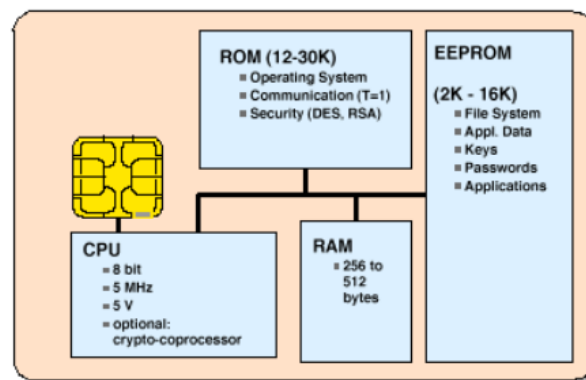 ROM (12-30K)
Operating System
Communication (T=1)
Security (DES, RSA)
EEPROM
(2K - 16K)
File System
Appl. Data
Keys
Passwords
Applications
CPU
8 bit
5 MHz
5 V
optional:
crypto-coprocessor
RAM
256 to
512
bytes